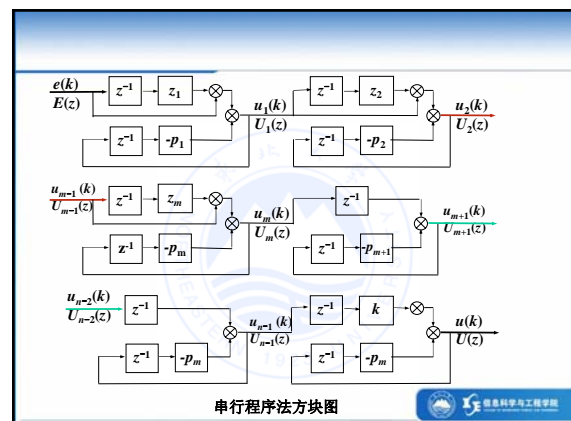 e(k)
E(z)
z⁻¹
z₁
u₁(k)
U₁(z)
z⁻¹
z₂
u₂(k)
U₂(z)
z⁻¹
-p₁
z⁻¹
-p₂
uₘ₋₁(k)
Uₘ₋₁(z)
z⁻¹
zₘ
uₘ(k)
Uₘ(z)
z⁻¹
uₘ₊₁(k)
Uₘ₊₁(z)
z⁻¹
-pₘ
z⁻¹
-pₘ₊₁
uₙ₋₂(k)
Uₙ₋₂(z)
z⁻¹
uₙ₋₁(k)
Uₙ₋₁(z)
z⁻¹
k
u(k)
U(z)
z⁻¹
-pₘ
z⁻¹
-pₘ
串行程序法方块图
信息科学与工程学院